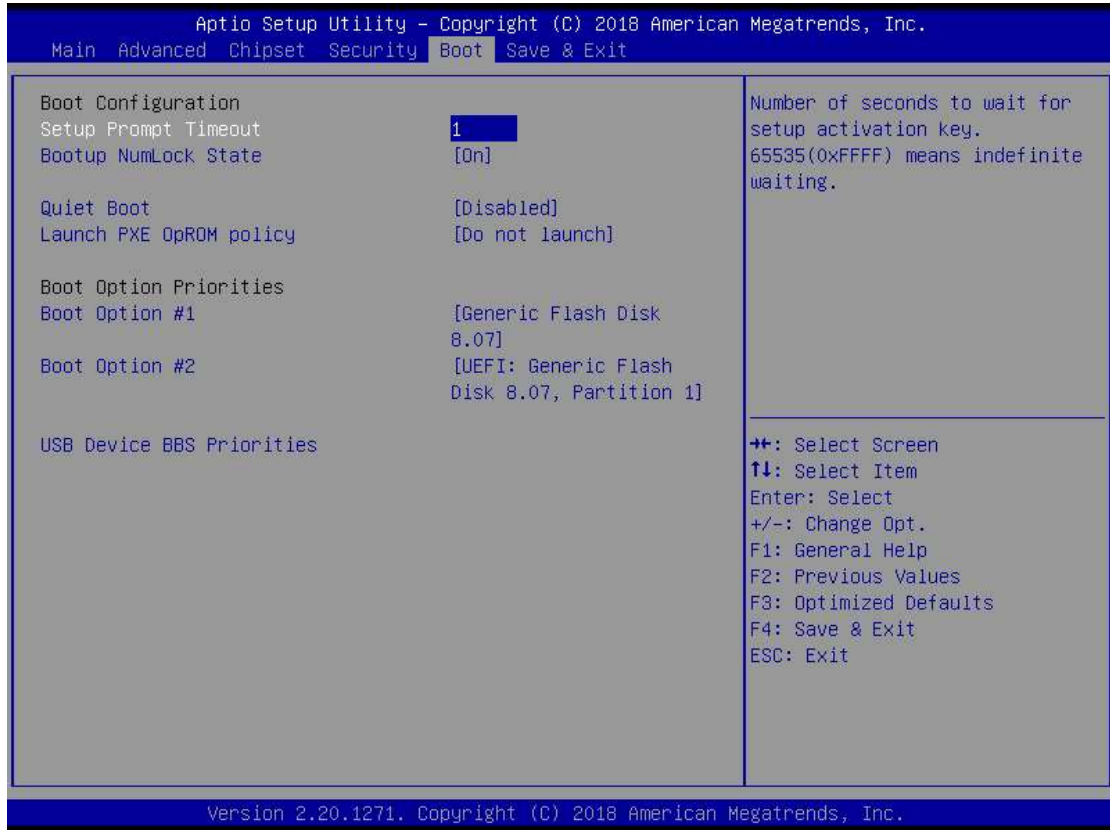 Aptio Setup Utility – Copyright (C) 2018 American Megatrends, Inc.
Main Advanced Chipset Security Boot Save & Exit
Boot Configuration
Setup Prompt Timeout 1
Bootup NumLock State [On]
Quiet Boot [Disabled]
Launch PXE OpROM policy [Do not launch]
Boot Option Priorities
Boot Option #1 [Generic Flash Disk
8.07]
Boot Option #2 [UEFI: Generic Flash
Disk 8.07, Partition 1]
USB Device BBS Priorities
Number of seconds to wait for
setup activation key.
65535(0xFFFF) means indefinite
waiting.
→←: Select Screen
↑↓: Select Item
Enter: Select
+/-: Change Opt.
F1: General Help
F2: Previous Values
F3: Optimized Defaults
F4: Save & Exit
ESC: Exit
Version 2.20.1271. Copyright (C) 2018 American Megatrends, Inc.